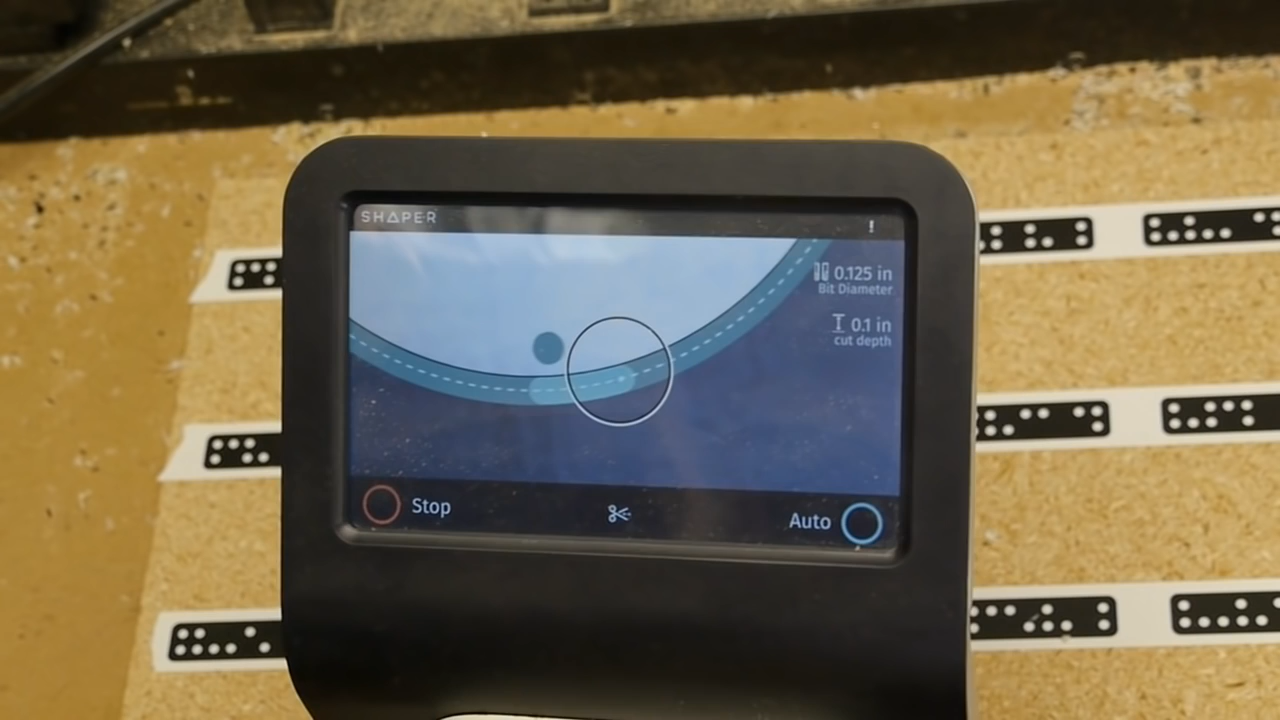 SHAPER
!
0.125 in
Bit Diameter
0.1 in
cut depth
Stop
Auto